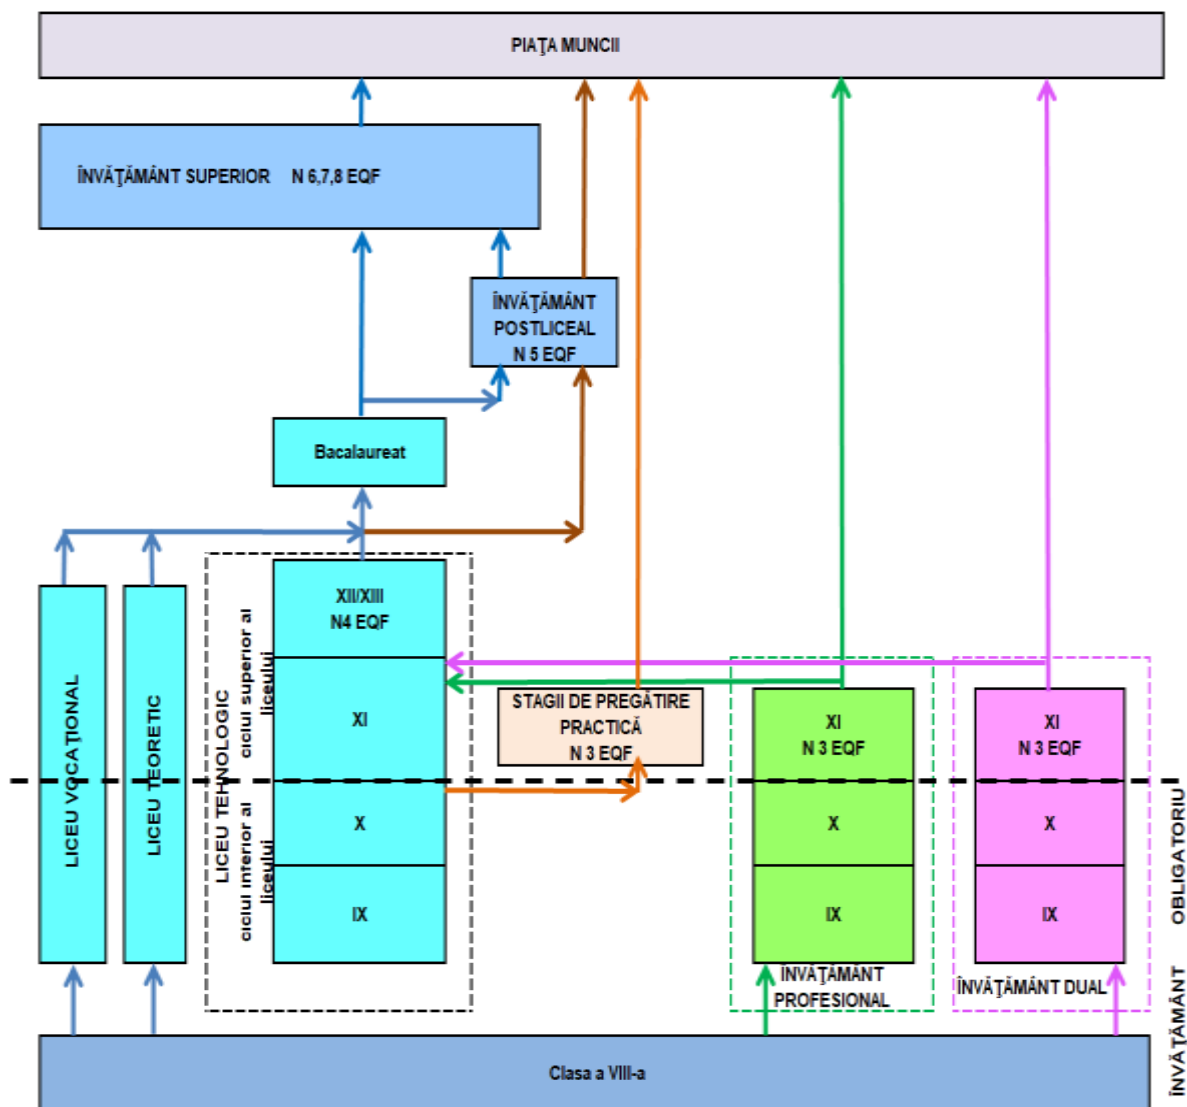 PIAŢA MUNCII
ÎNVĂŢĂMÂNT SUPERIOR N 6,7,8 EQF
ÎNVĂŢĂMÂNT
POSTLICEAL
N 5 EQF
Bacalaureat
LICEU VOCAŢIONAL
LICEU TEORETIC
LICEU TEHNOLOGIC
ciclul superior al
liceului
ciclul inferior al
liceului
XII/XIII
N4 EQF
XI
X
IX
STAGII DE PREGĂTIRE
PRACTICĂ
N 3 EQF
XI
N 3 EQF
X
IX
ÎNVĂŢĂMÂNT
PROFESIONAL
XI
N 3 EQF
X
IX
ÎNVĂŢĂMÂNT DUAL
ÎNVĂŢĂMÂNT OBLIGATORIU
Clasa a VIII-a